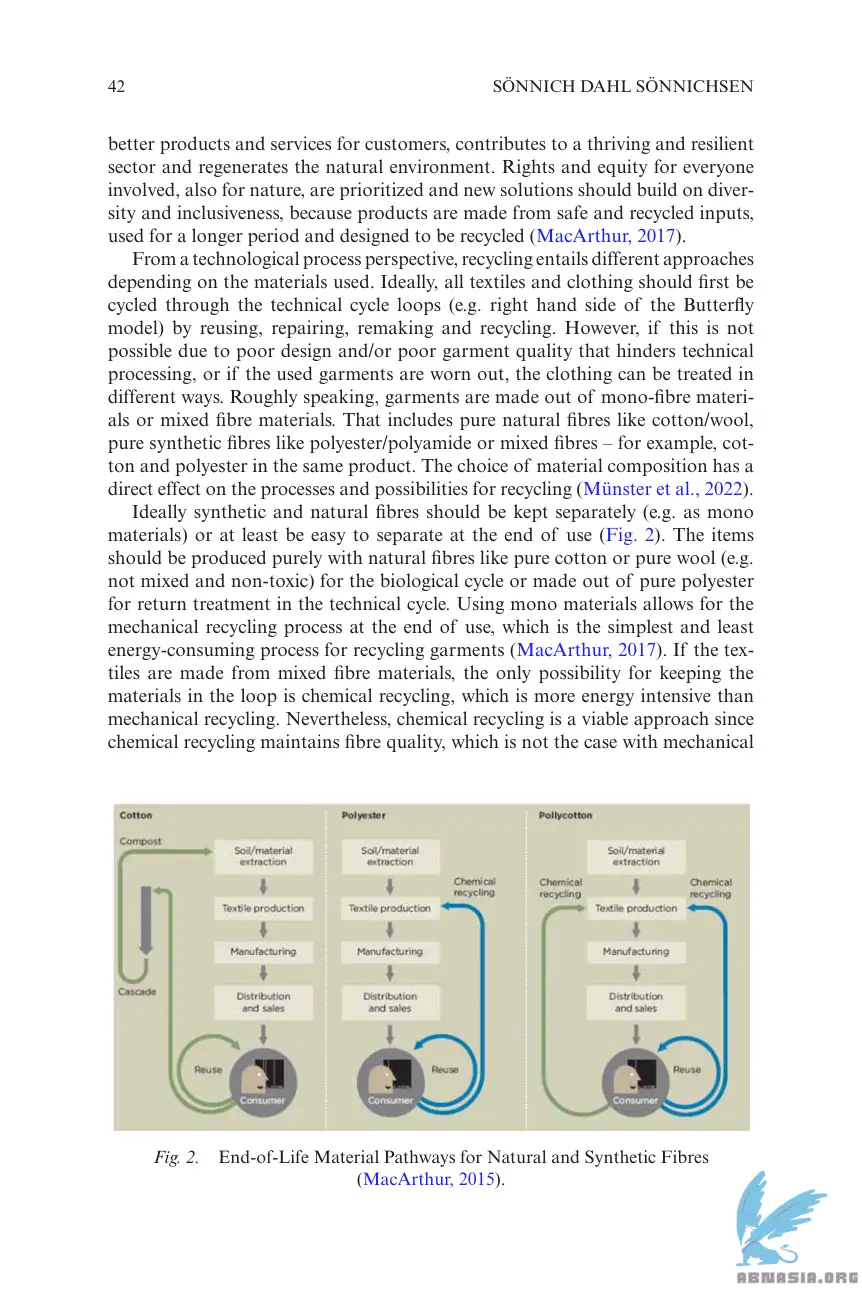 42
SÖNNICH DAHL SÖNNICHSEN
better products and services for customers, contributes to a thriving and resilient
sector and regenerates the natural environment. Rights and equity for everyone
involved, also for nature, are prioritized and new solutions should build on diver-
sity and inclusiveness, because products are made from safe and recycled inputs,
used for a longer period and designed to be recycled (MacArthur, 2017).
From a technological process perspective, recycling entails different approaches
depending on the materials used. Ideally, all textiles and clothing should first be
cycled through the technical cycle loops (e.g. right hand side of the Butterfly
model) by reusing, repairing, remaking and recycling. However, if this is not
possible due to poor design and/or poor garment quality that hinders technical
processing, or if the used garments are worn out, the clothing can be treated in
different ways. Roughly speaking, garments are made out of mono-fibre materi-
als or mixed fibre materials. That includes pure natural fibres like cotton/wool,
pure synthetic fibres like polyester/polyamide or mixed fibres – for example, cot-
ton and polyester in the same product. The choice of material composition has a
direct effect on the processes and possibilities for recycling (Münster et al., 2022).
Ideally synthetic and natural fibres should be kept separately (e.g. as mono
materials) or at least be easy to separate at the end of use (Fig. 2). The items
should be produced purely with natural fibres like pure cotton or pure wool (e.g.
not mixed and non-toxic) for the biological cycle or made out of pure polyester
for return treatment in the technical cycle. Using mono materials allows for the
mechanical recycling process at the end of use, which is the simplest and least
energy-consuming process for recycling garments (MacArthur, 2017). If the tex-
tiles are made from mixed fibre materials, the only possibility for keeping the
materials in the loop is chemical recycling, which is more energy intensive than
mechanical recycling. Nevertheless, chemical recycling is a viable approach since
chemical recycling maintains fibre quality, which is not the case with mechanical
Cotton
Compost
Soil/material
extraction
Textile production
Manufacturing
Cascade
Distribution
and sales
Reuse
Consumer
Polyester
Soil/material
extraction
Chemical
recycling
Textile production
Manufacturing
Distribution
and sales
Reuse
Consumer
Pollycotton
Soil/material
extraction
Chemical
recycling
Chemical
recycling
Textile production
Manufacturing
Distribution
and sales
Reuse
Consumer
Fig. 2. End-of-Life Material Pathways for Natural and Synthetic Fibres
(MacArthur, 2015).
ABNASIA.ORG